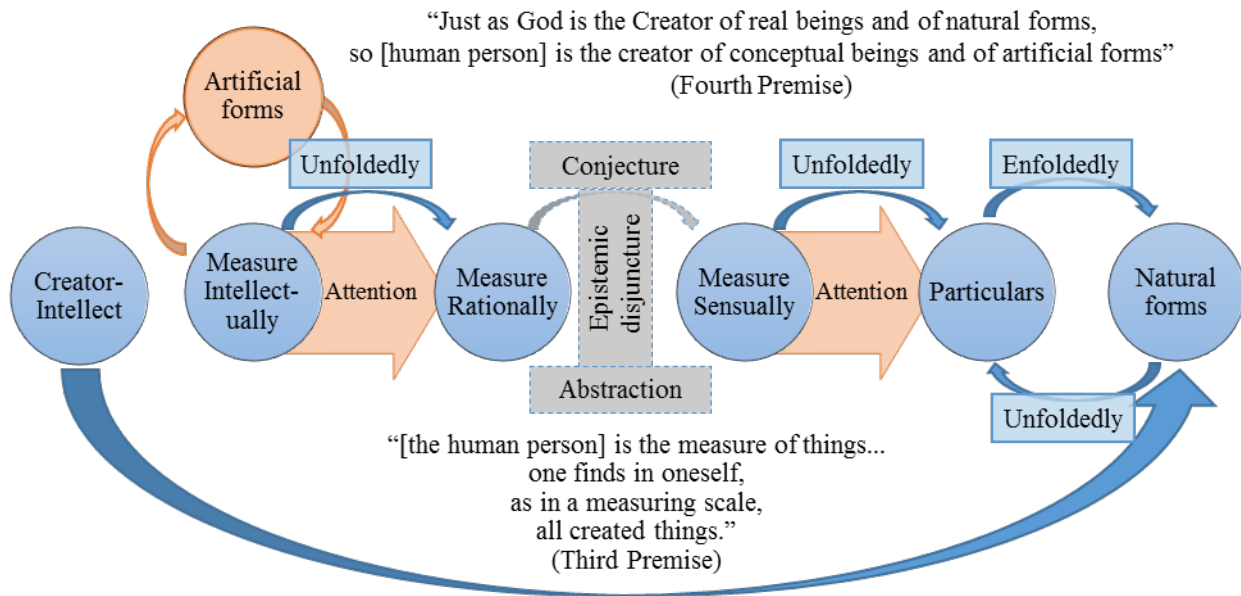 “Just as God is the Creator of real beings and of natural forms,
so [human person] is the creator of conceptual beings and of artificial forms”
(Fourth Premise)
Artificial
forms
Unfoldedly
Conjecture
Unfoldedly
Enfoldedly
Creator-
Intellect
Measure
Intellect-
ually
Attention
Measure
Rationally
Epistemic
disjuncture
Measure
Sensually
Attention
Particulars
Natural
forms
Abstraction
Unfoldedly
“[the human person] is the measure of things...
one finds in oneself,
as in a measuring scale,
all created things.”
(Third Premise)